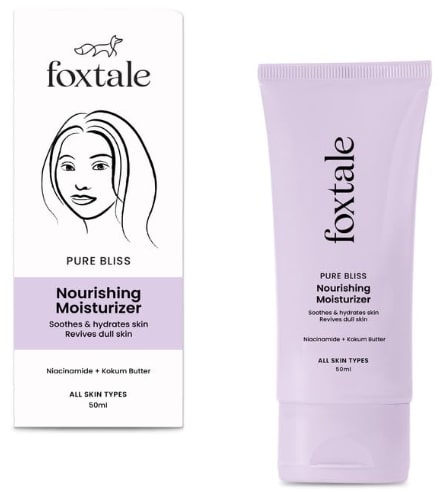 foxtale
PURE BLISS
Nourishing
Moisturizer
Soothes & hydrates skin
Revives dull skin
Niacinamide + Kokum Butter
ALL SKIN TYPES
50ml
foxtale
PURE BLISS
Nourishing
Moisturizer
Soothes & hydrates skin
Revives dull skin
Niacinamide + Kokum Butter
ALL SKIN TYPES
50ml